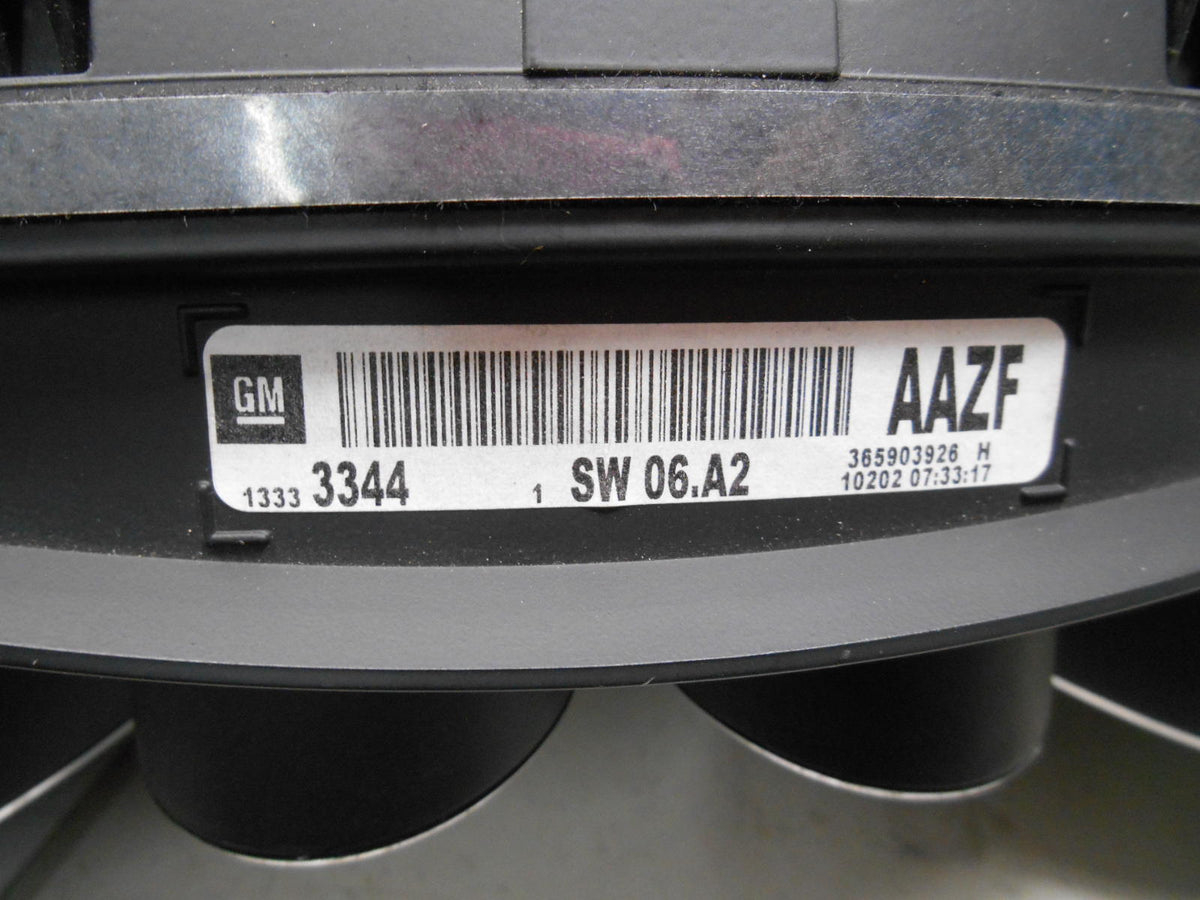 GM
AAZF
1333 3344 1 SW 06.A2
365903926 H
10202 07:33:17